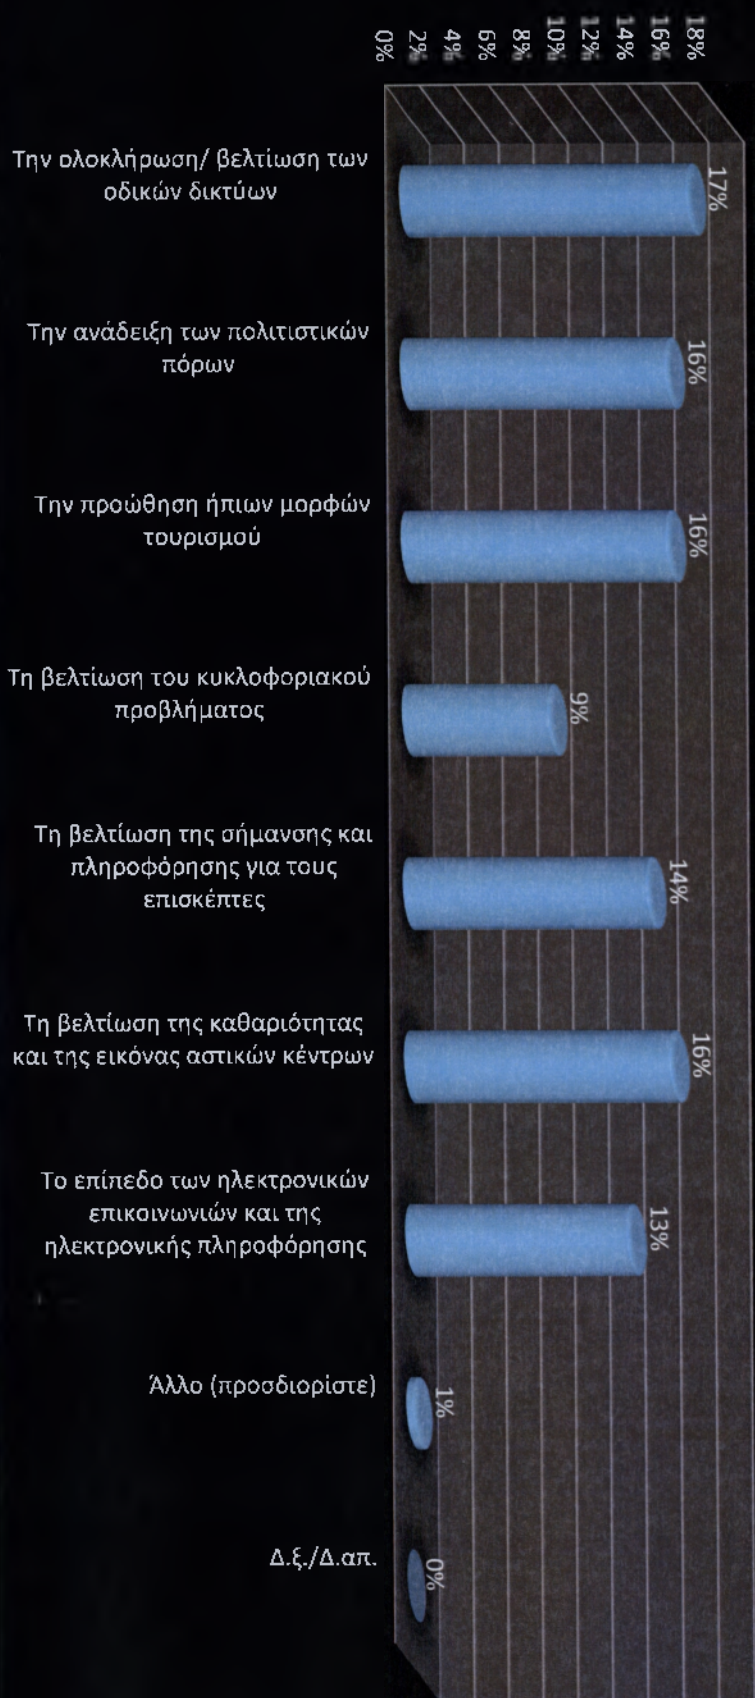 18%
16%
14%
12%
10%
8%
6%
4%
2%
0%
Την ολοκλήρωση/ βελτίωση των
οδικών δικτύων
17%
Την ανάδειξη των πολιτιστικών
πόρων
16%
Την προώθηση ήπιων μορφών
τουρισμού
16%
Τη βελτίωση του κυκλοφοριακού
προβλήματος
9%
Τη βελτίωση της σήμανσης και
πληροφόρησης για τους
επισκέπτες
14%
Τη βελτίωση της καθαριότητας
και της εικόνας αστικών κέντρων
16%
Το επίπεδο των ηλεκτρονικών
επικοινωνιών και της
ηλεκτρονικής πληροφόρησης
13%
Άλλο (προσδιορίστε)
1%
Δ.ξ./Δ.απ.
0%